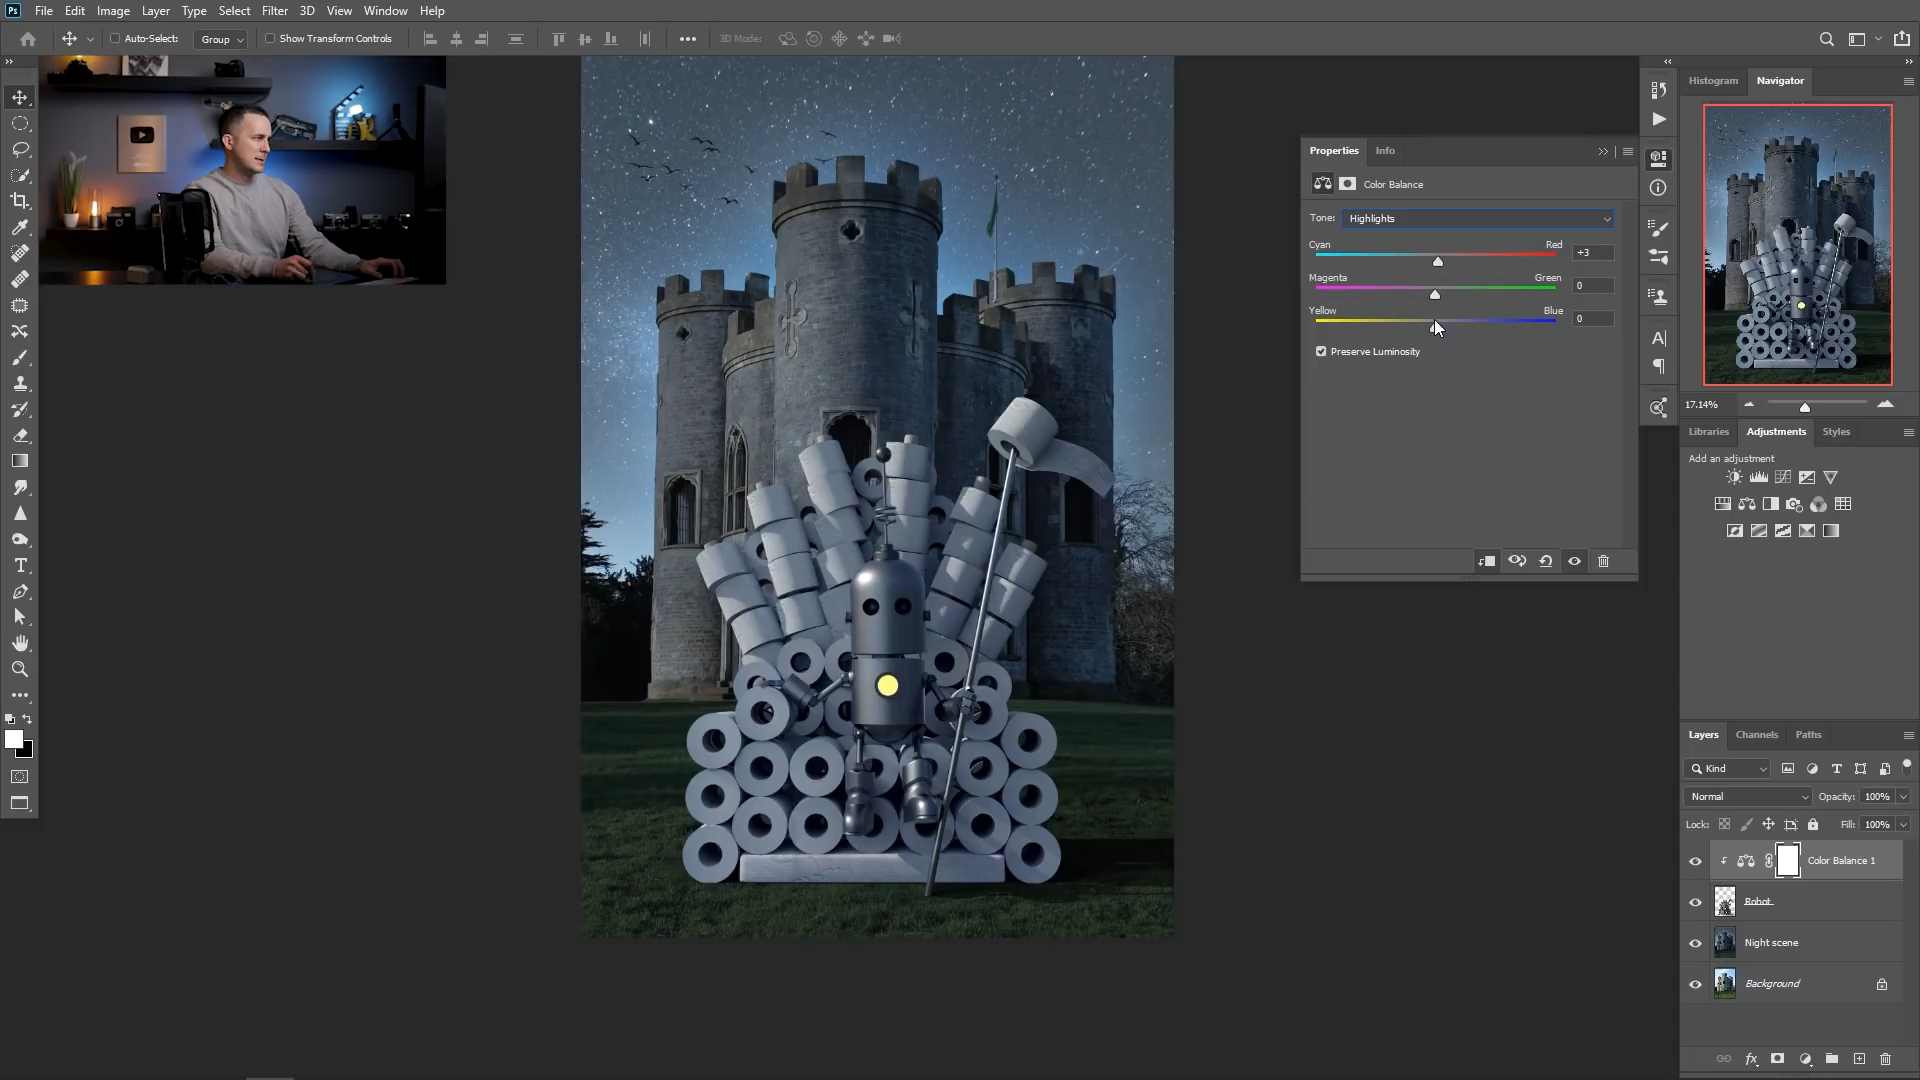 Ps File Edit Image Layer Type Select Filter 3D View Window Help
Auto-Select: Group Show Transform Controls 3D Mode:
Histogram Navigator
Properties Info
Color Balance
Tone: Highlights
Cyan Red +3
Magenta Green 0
Yellow Blue 0
Preserve Luminosity
17.14%
Libraries Adjustments Styles
Add an adjustment
Layers Channels Paths
Kind
Normal Opacity: 100%
Lock: Fill: 100%
Color Balance 1
Robot
Night scene
Background